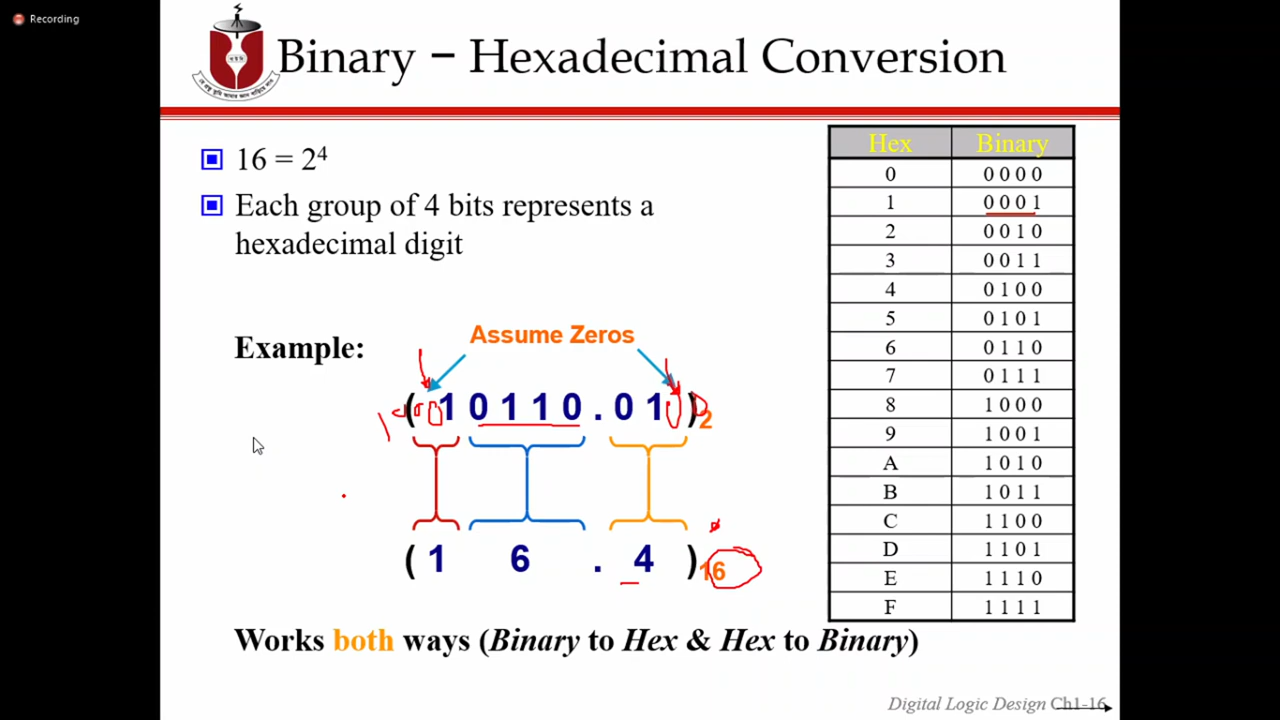 Recording
Binary – Hexadecimal Conversion
16 = 2⁴
Each group of 4 bits represents a
hexadecimal digit
Example:
Assume Zeros
( 1 0 1 1 0 . 0 1 )2
( 1 6 . 4 )16
Works both ways (Binary to Hex & Hex to Binary)
Hex Binary
0 0 0 0 0
1 0 0 0 1
2 0 0 1 0
3 0 0 1 1
4 0 1 0 0
5 0 1 0 1
6 0 1 1 0
7 0 1 1 1
8 1 0 0 0
9 1 0 0 1
A 1 0 1 0
B 1 0 1 1
C 1 1 0 0
D 1 1 0 1
E 1 1 1 0
F 1 1 1 1
Digital Logic Design Ch1-16